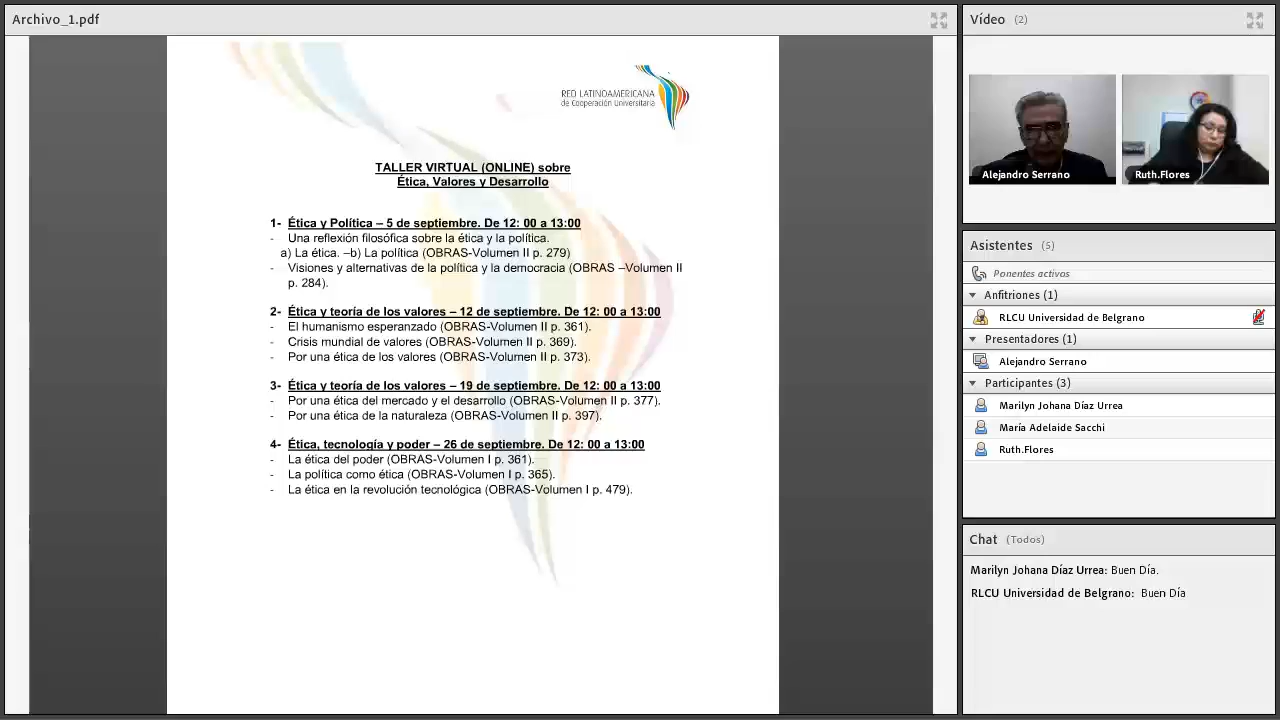 Archivo_1.pdf
RED LATINOAMERICANA
de Cooperación Universitaria
TALLER VIRTUAL (ONLINE) sobre
Ética, Valores y Desarrollo
1- Ética y Política – 5 de septiembre. De 12: 00 a 13:00
- Una reflexión filosófica sobre la ética y la política.
a) La ética. –b) La política (OBRAS-Volumen II p. 279)
- Visiones y alternativas de la política y la democracia (OBRAS –Volumen II
p. 284).
2- Ética y teoría de los valores – 12 de septiembre. De 12: 00 a 13:00
- El humanismo esperanzado (OBRAS-Volumen II p. 361).
- Crisis mundial de valores (OBRAS-Volumen II p. 369).
- Por una ética de los valores (OBRAS-Volumen II p. 373).
3- Ética y teoría de los valores – 19 de septiembre. De 12: 00 a 13:00
- Por una ética del mercado y el desarrollo (OBRAS-Volumen II p. 377).
- Por una ética de la naturaleza (OBRAS-Volumen II p. 397).
4- Ética, tecnología y poder – 26 de septiembre. De 12: 00 a 13:00
- La ética del poder (OBRAS-Volumen I p. 361).
- La política como ética (OBRAS-Volumen I p. 365).
- La ética en la revolución tecnológica (OBRAS-Volumen I p. 479).
Vídeo (2)
Alejandro Serrano
Ruth.Flores
Asistentes (5)
Ponentes activos
Anfitriones (1)
RLCU Universidad de Belgrano
Presentadores (1)
Alejandro Serrano
Participantes (3)
Marilyn Johana Díaz Urrea
María Adelaide Sacchi
Ruth.Flores
Chat (Todos)
Marilyn Johana Díaz Urrea: Buen Día.
RLCU Universidad de Belgrano: Buen Día